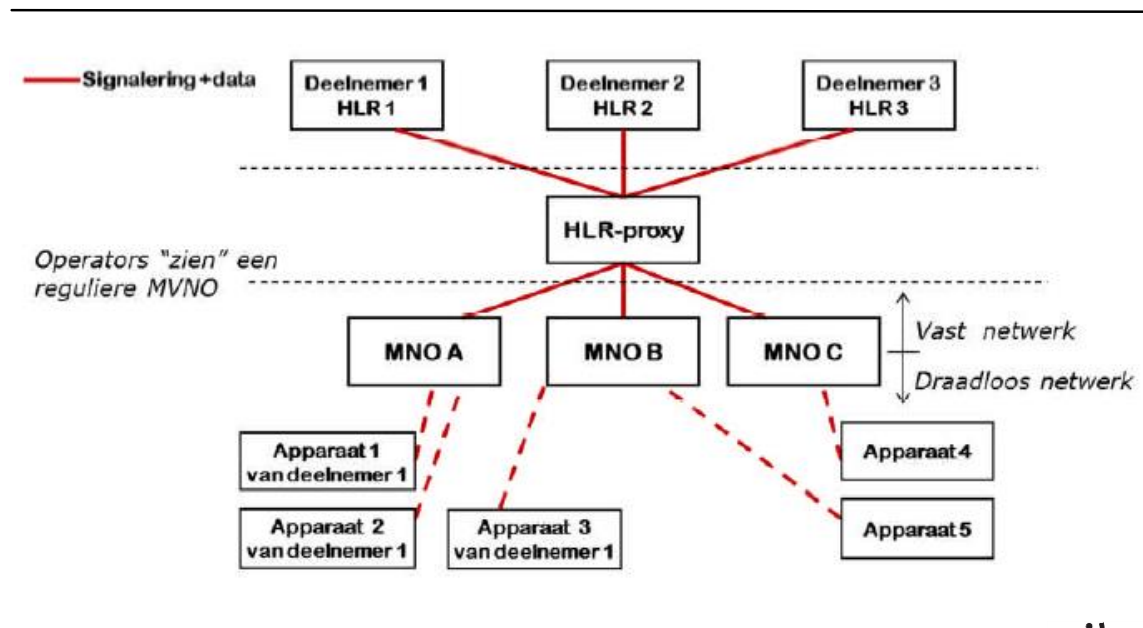 Signalering+data
Deelnemer 1
HLR 1
Deelnemer 2
HLR 2
Deelnemer 3
HLR 3
HLR-proxy
Operators "zien" een
reguliere MVNO
MNO A
MNO B
MNO C
Vast netwerk
Draadloos netwerk
Apparaat 1
van deelnemer 1
Apparaat 4
Apparaat 2
van deelnemer 1
Apparaat 3
van deelnemer 1
Apparaat 5